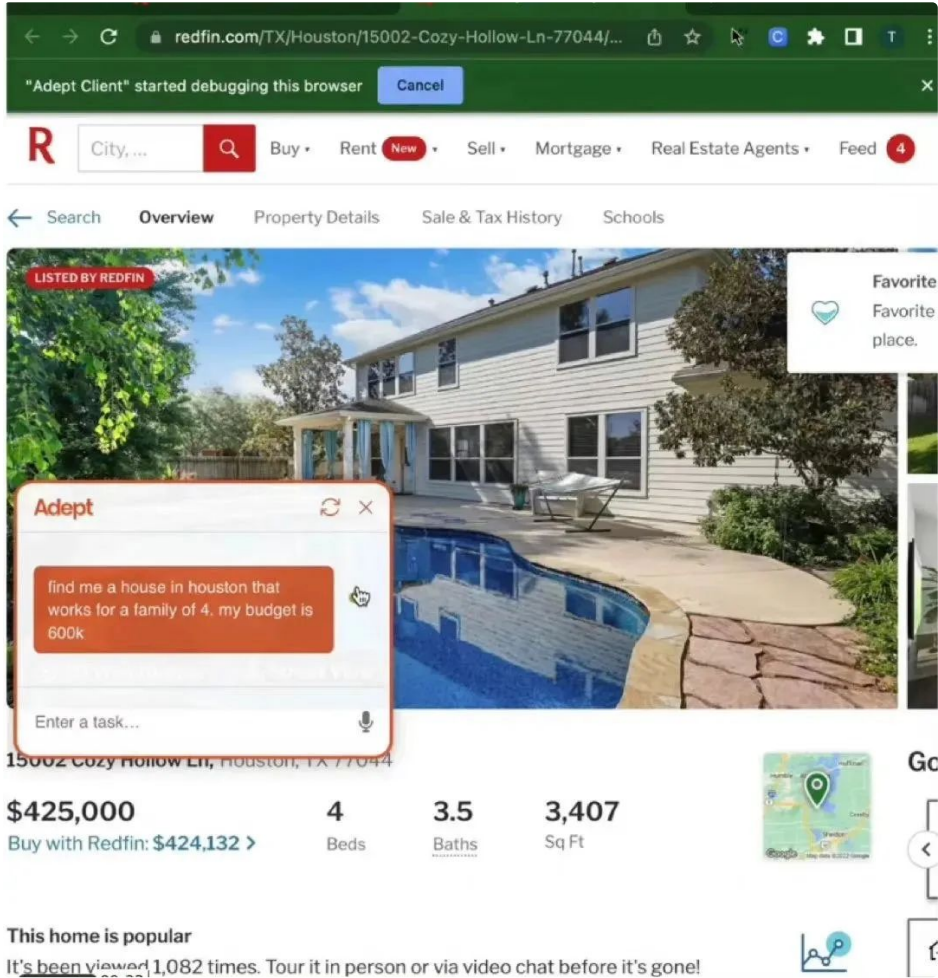 redfin.com/TX/Houston/15002-Cozy-Hollow-Ln-77044/...
C
T
"Adept Client" started debugging this browser Cancel
R
City, ...
Buy
Rent New
Sell
Mortgage
Real Estate Agents
Feed 4
Search
Overview
Property Details
Sale & Tax History
Schools
LISTED BY REDFIN
Favorite
Favorite
place.
Adept
find me a house in houston that
works for a family of 4. my budget is
600k
Enter a task...
15002 Cozy Hollow Ln, Houston, TX 77044
$425,000
Buy with Redfin: $424,132 >
4
Beds
3.5
Baths
3,407
Sq Ft
Google
Go
This home is popular
It's been viewed 1,082 times. Tour it in person or via video chat before it's gone!